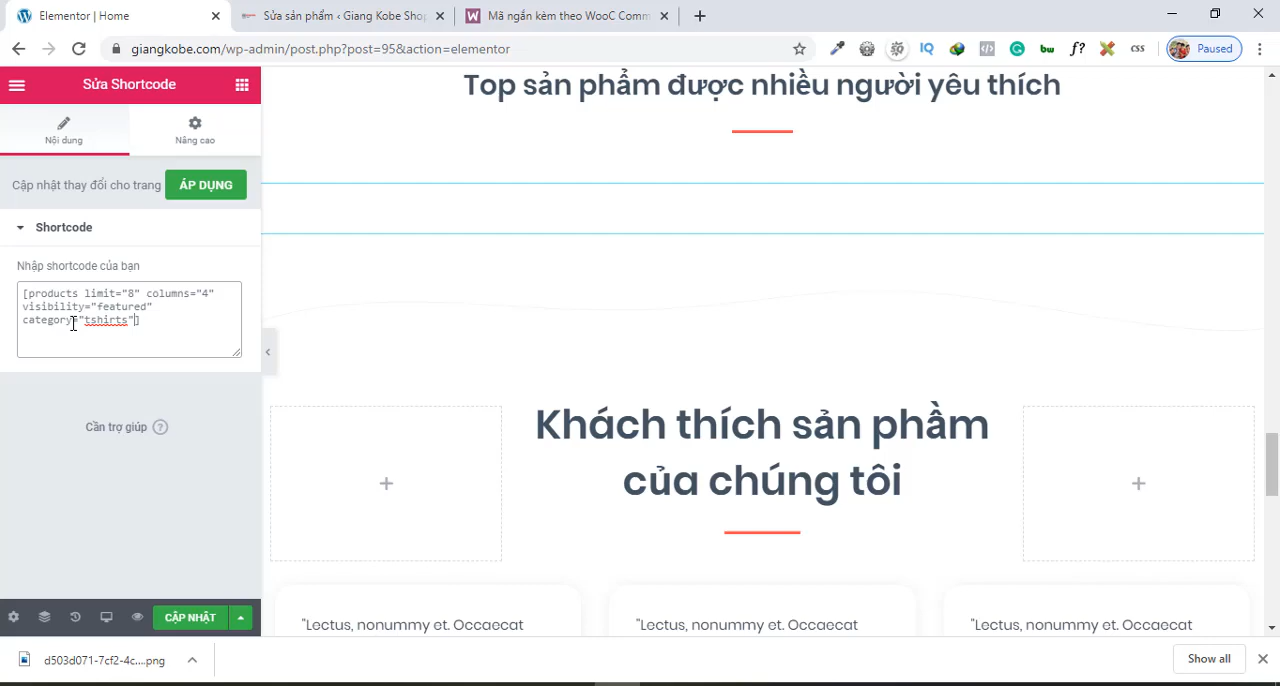 Elementor | Home
Sửa sản phẩm ‹ Giang Kobe Shop
Mã ngắn kèm theo WooC Comm
giangkobe.com/wp-admin/post.php?post=95&action=elementor
IQ
bw
f?
css
Paused
Sửa Shortcode
Nội dung
Nâng cao
Cập nhật thay đổi cho trang
ÁP DỤNG
Shortcode
Nhập shortcode của bạn
[products limit="8" columns="4"
visibility="featured"
category="tshirts"]
Cần trợ giúp
CẬP NHẬT
Top sản phẩm được nhiều người yêu thích
Khách thích sản phẩm
của chúng tôi
"Lectus, nonummy et. Occaecat
"Lectus, nonummy et. Occaecat
"Lectus, nonummy et. Occaecat
d503d071-7cf2-4c....png
Show all